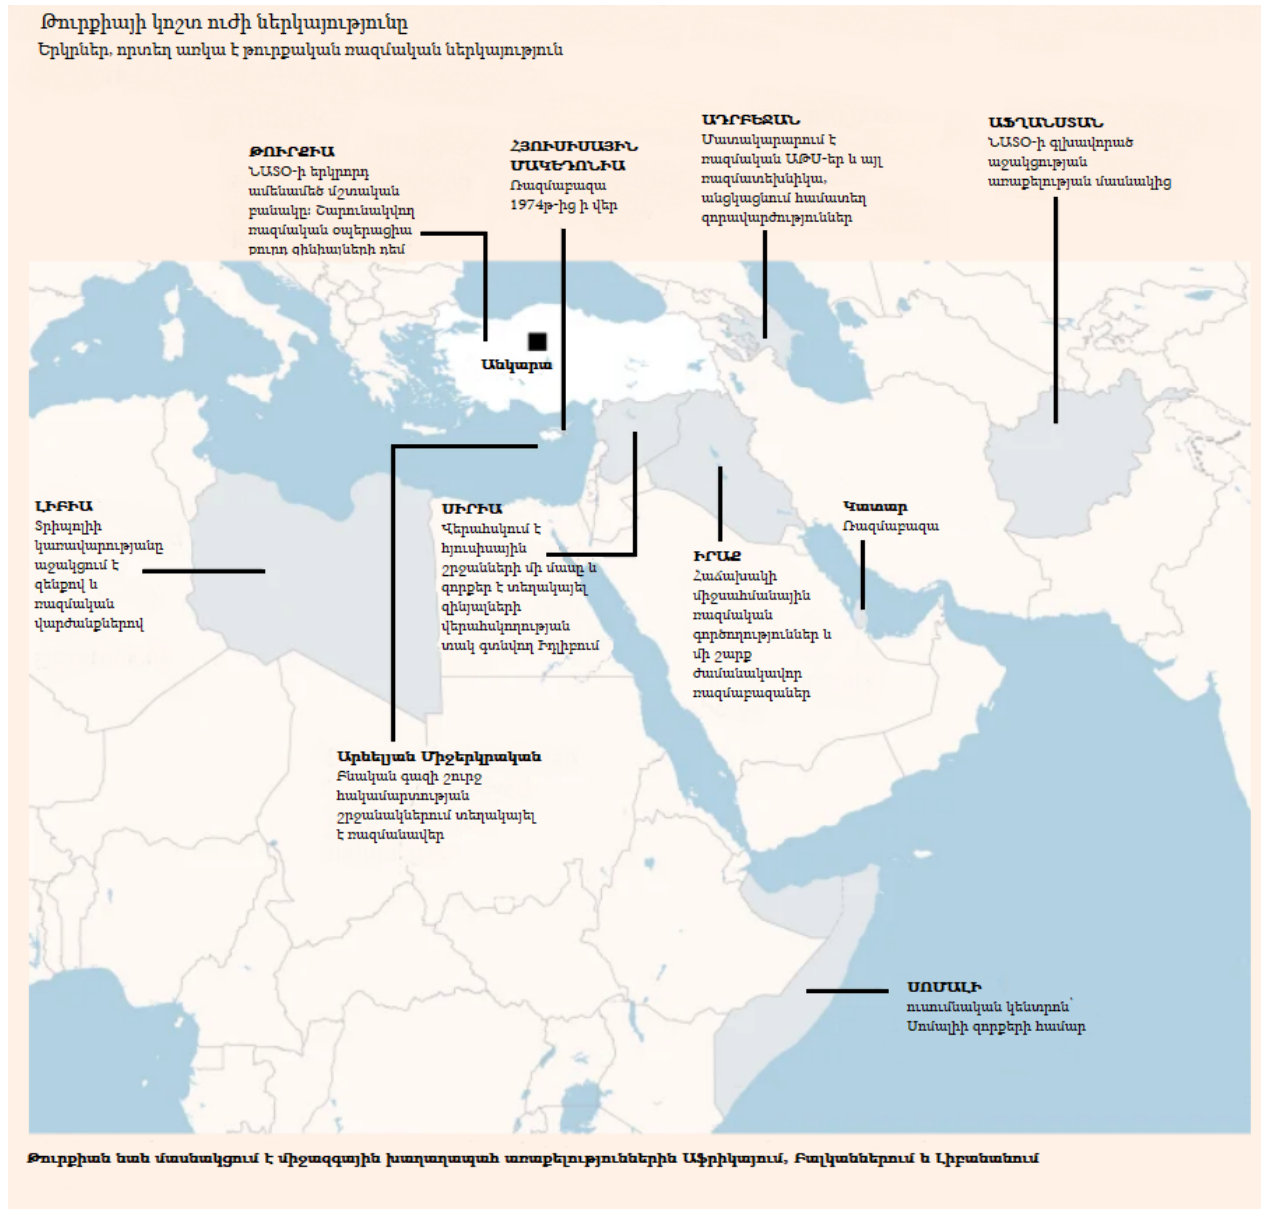 Թուրքիայի կոշտ ուժի ներկայությունը
Երկրներ, որտեղ առկա է թուրքական ռազմական ներկայություն
ԹՈՒՐՔԻԱ
ՆԱՏՕ-ի երկրորդ
ամենամեծ մշտական
բանակը: Շարունակվող
ռազմական օպերացիա
քուրդ զինիալների դեմ
ՀՅՈՒՍԻՍԱՅԻՆ
ՄԱԿԵԴՈՆԻԱ
Ռազմաբազա
1974թ-ից ի վեր
ԱԴՐԲԵՋԱՆ
Մատակարարում է
ռազմական ԱԹՍ-եր և այլ
ռազմատեխնիկա,
անցկացնում համատեղ
զորավարժություններ
ԱՖՂԱՆՍՏԱՆ
ՆԱՏՕ-ի գլխավորած
աջակցության
առաքելության մասնակից
Անկարա
ԼԻԲԻԱ
Տրիպոլիի
կառավարությանը
աջակցում է
զենքով և
ռազմական
վարժանքներով
ՍԻՐԻԱ
Վերահսկում է
հյուսիսային
շրջանների մի մասը և
զորքեր է տեղակայել
զինյալների
վերահսկողության
տակ գտնվող Իդլիբում
ԻՐԱՔ
Հաճախակի
միջսահմանային
ռազմական
գործողություններ և
մի շարք
ժամանակավոր
ռազմաբազաներ
Կատար
Ռազմաբազա
Արևելյան Միջերկրական
Բնական գազի շուրջ
հակամարտության
շրջանակներում տեղակայել
է ռազմանավեր
ՍՈՄԱԼԻ
ուսումնական կենտրոն՝
Սոմալիի զորքերի համար
Թուրքիան նան մասնակցում է միջազգային խաղաղապահ առաքելություններին Աֆրիկայում, Բալկաններում և Լիբանանում